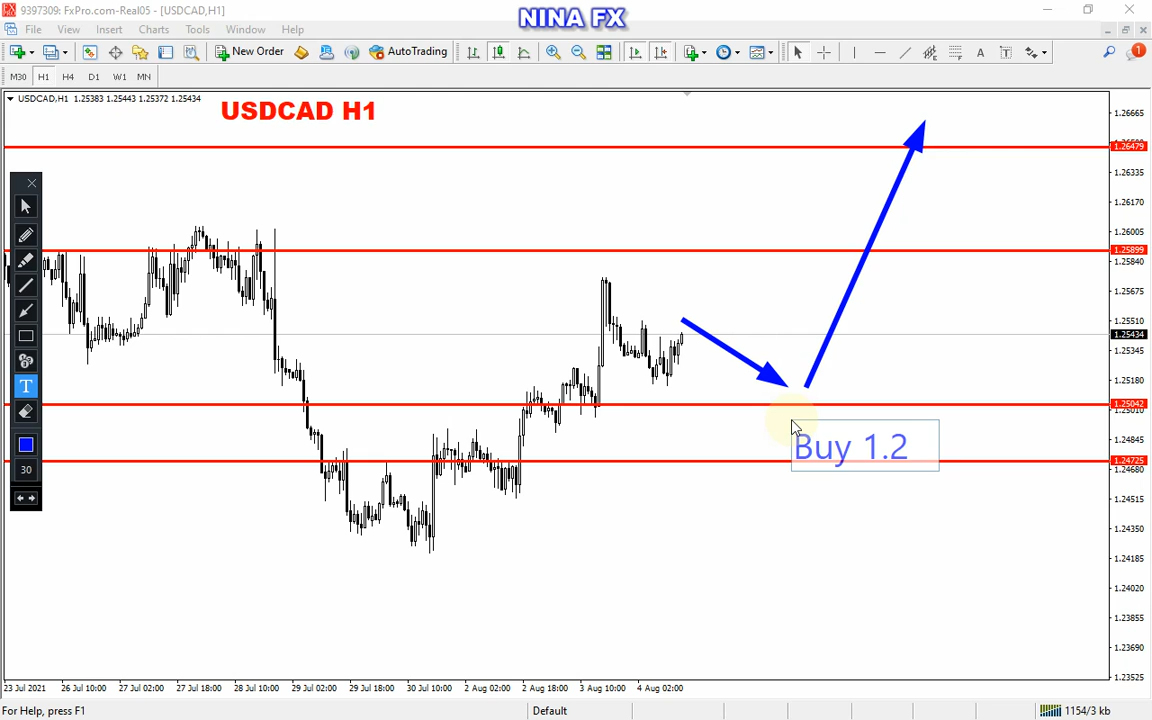 9397309: FxPro.com-Real05 - [USDCAD,H1]
NINA FX
File View Insert Charts Tools Window Help
New Order AutoTrading
A T 1
M30 H1 H4 D1 W1 MN
USDCAD,H1 1.25383 1.25443 1.25372 1.25434
USDCAD H1
1.26665
1.26479
1.26335
1.26170
1.26005
1.25899
1.25840
1.25675
1.25510
1.25434
1.25345
1.25180
T
1.25042
1.25010
Buy 1.2
1.24845
1.24725
1.24680
30
1.24515
1.24350
1.24185
1.24020
1.23855
1.23690
1.23525
23 Jul 2021 26 Jul 10:00 27 Jul 02:00 27 Jul 18:00 28 Jul 10:00 29 Jul 02:00 29 Jul 18:00 30 Jul 10:00 2 Aug 02:00 2 Aug 18:00 3 Aug 10:00 4 Aug 02:00
For Help, press F1 Default 1154/3 kb